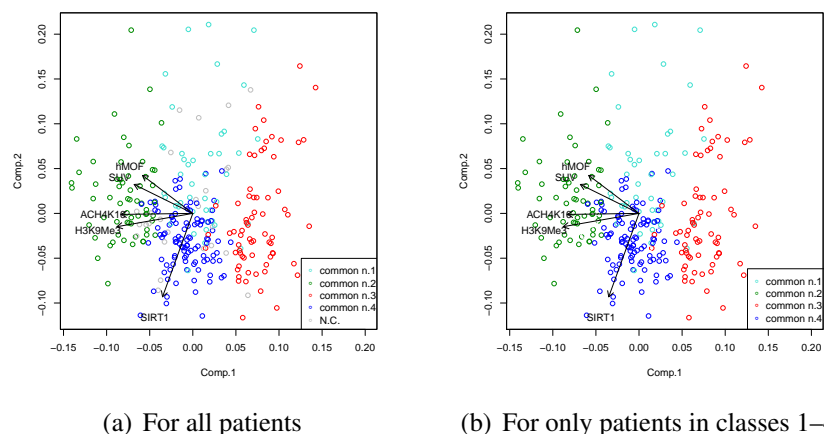 0.20
0.15
0.10
0.05
0.00
−0.05
−0.10
Comp.2
hMOF
ACH4K16
H3K9Me3
SIRT1
common n.1
common n.2
common n.3
common n.4
N.C.
−0.15 −0.10 −0.05 0.00 0.05 0.10 0.15 0.20
Comp.1
(a) For all patients
0.20
0.15
0.10
0.05
0.00
−0.05
−0.10
Comp.2
hMOF
ACH4K16
H3K9Me3
SIRT1
common n.1
common n.2
common n.3
common n.4
−0.15 −0.10 −0.05 0.00 0.05 0.10 0.15 0.20
Comp.1
(b) For only patients in classes 1–